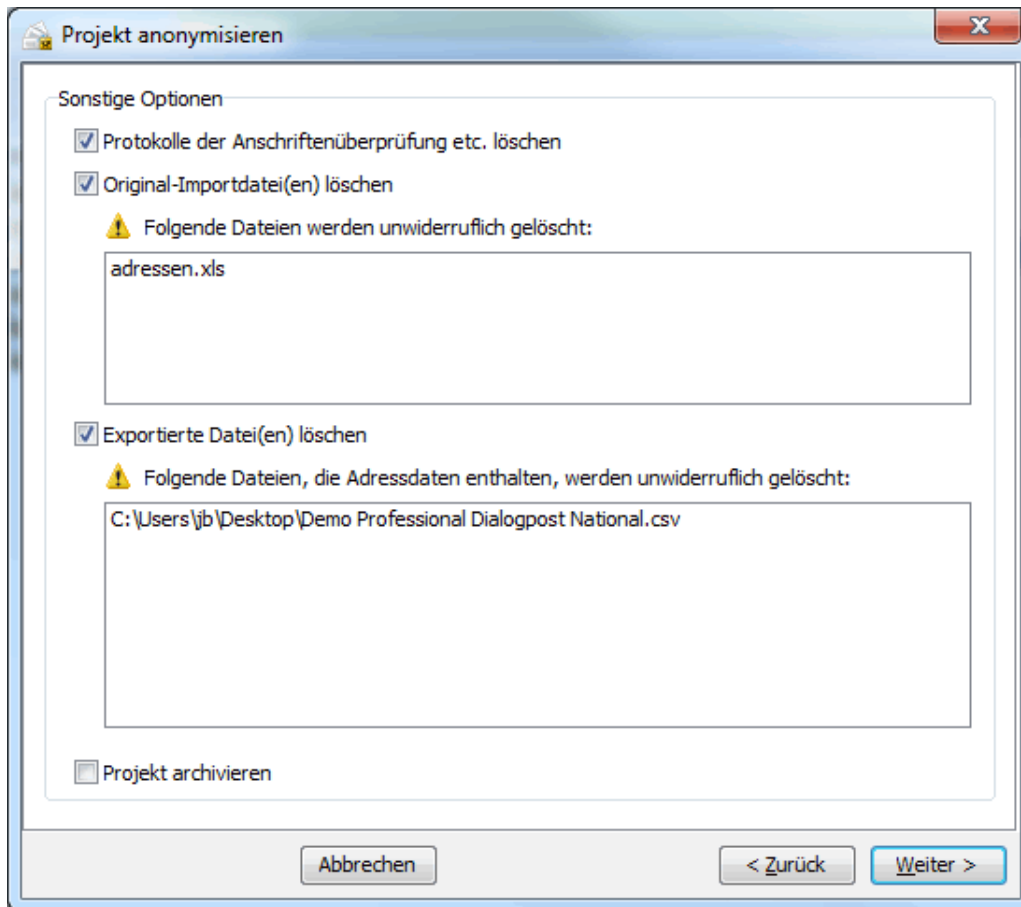 Projekt anonymisieren
Sonstige Optionen
Protokolle der Anschriftenüberprüfung etc. löschen
Original-Importdatei(en) löschen
Folgende Dateien werden unwiderruflich gelöscht:
adressen.xls
Exportierte Datei(en) löschen
Folgende Dateien, die Adressdaten enthalten, werden unwiderruflich gelöscht:
C:\Users\jb\Desktop\Demo Professional Dialogpost National.csv
Projekt archivieren
Abbrechen < Zurück Weiter >